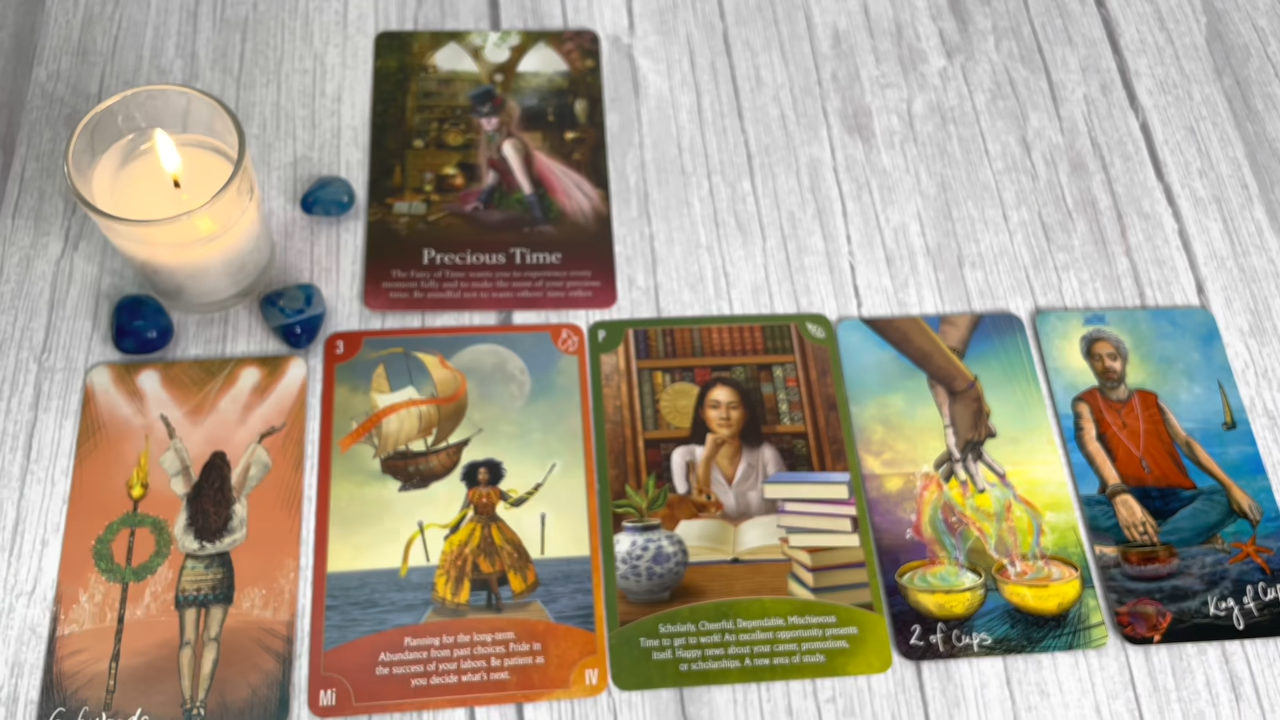 Precious Time
The Fairy of Time wants you to experience every
moment fully and to make the most of your precious
time. Be mindful not to waste others' time either
3
Planning for the long-term.
Abundance from past choices. Pride in
the success of your labors. Be patient as
you decide what's next.
Mi
IV
P
Scholarly, Cheerful, Dependable, Mischievous
Time to get to work! An excellent opportunity presents
itself. Happy news about your career, promotions,
or scholarships. A new area of study.
2 of Cups
King of Cup